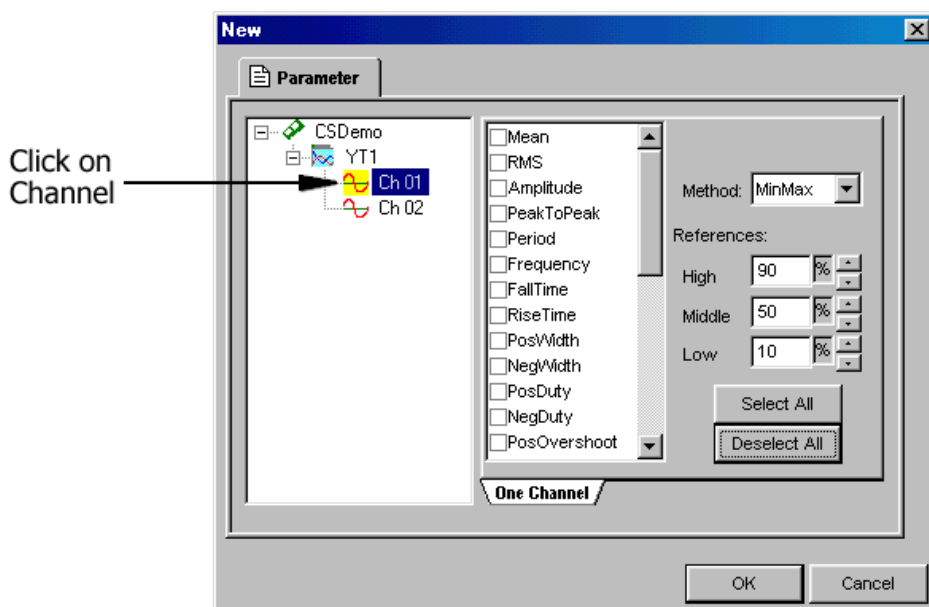 New
Parameter
Click on
Channel
CSDemo
YT1
Ch 01
Ch 02
Mean
RMS
Amplitude
PeakToPeak
Period
Frequency
FallTime
RiseTime
PosWidth
NegWidth
PosDuty
NegDuty
PosOvershoot
One Channel
Method: MinMax
References:
High 90 %
Middle 50 %
Low 10 %
Select All
Deselect All
OK Cancel